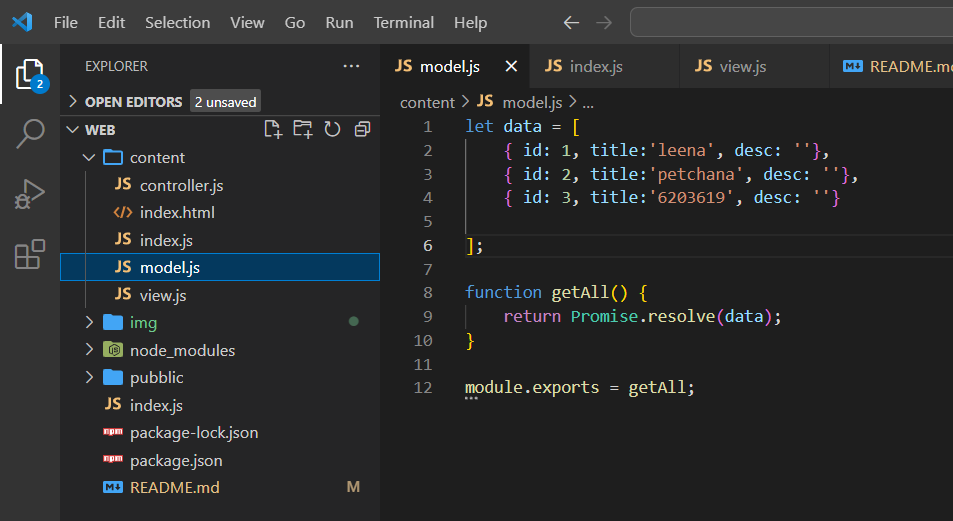 File Edit Selection View Go Run Terminal Help
EXPLORER
OPEN EDITORS 2 unsaved
WEB
content
JS controller.js
<> index.html
JS index.js
JS model.js
JS view.js
img
node_modules
pubblic
JS index.js
npm package-lock.json
npm package.json
README.md M
2
JS model.js JS index.js JS view.js README.m
content > JS model.js > ...
1 let data = [
2 { id: 1, title:'leena', desc: ''},
3 { id: 2, title:'petchana', desc: ''},
4 { id: 3, title:'6203619', desc: ''}
5
6 ];
7
8 function getAll() {
9 return Promise.resolve(data);
10 }
11
12 module.exports = getAll;